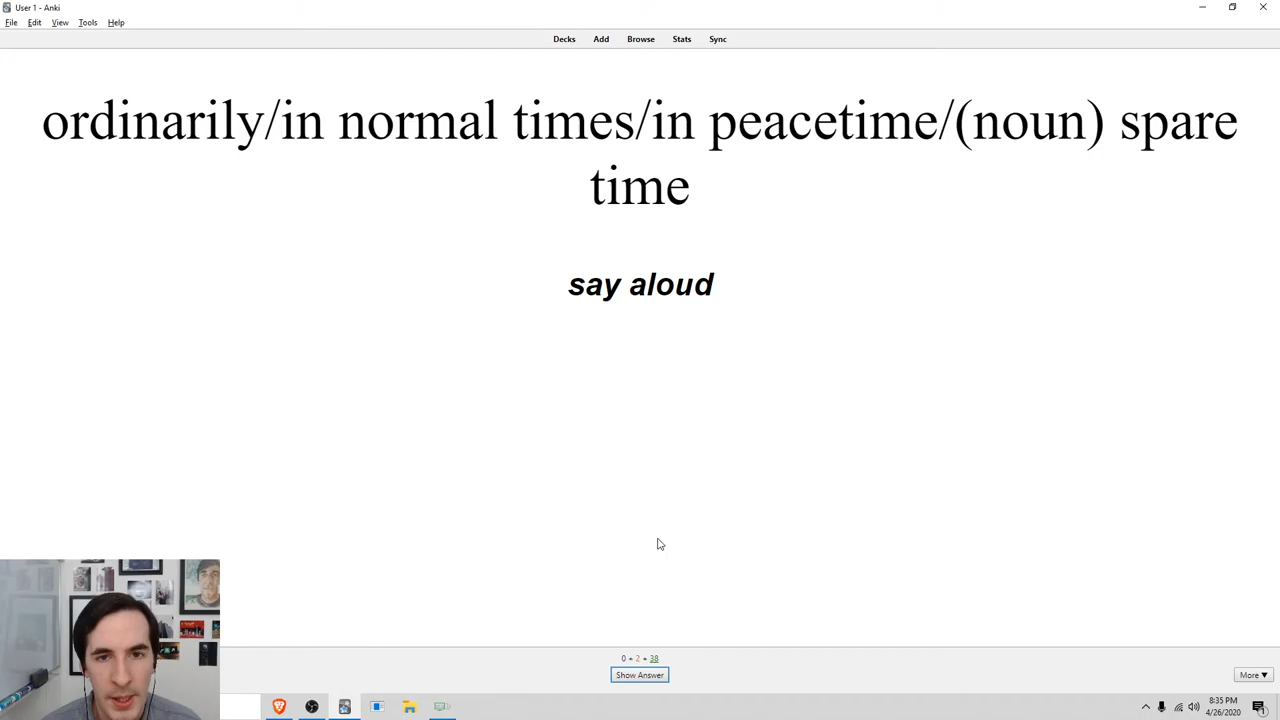 User 1 - Anki
File Edit View Tools Help
Decks Add Browse Stats Sync
ordinarily/in normal times/in peacetime/(noun) spare
time
say aloud
0 + 2 + 38
Show Answer
More ▼
8:35 PM
4/26/2020